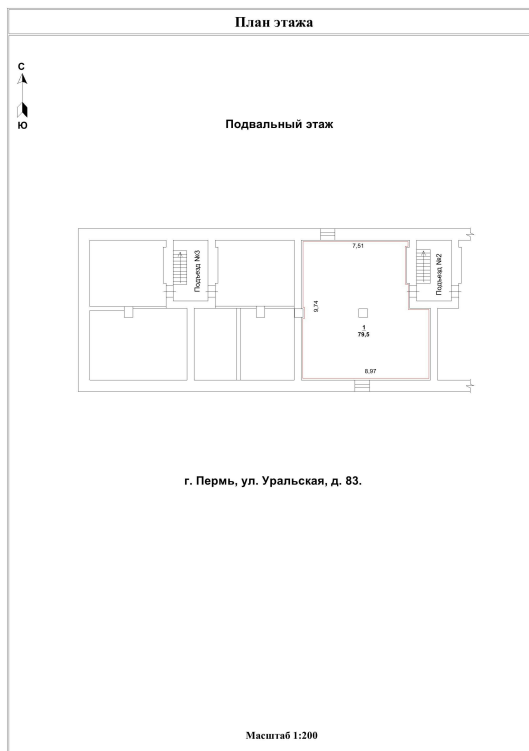 План этажа
С
Ю
Подвальный этаж
Подъезд №3
7,51
Подъезд №2
9,74
1
79,5
8,97
г. Пермь, ул. Уральская, д. 83.
Масштаб 1:200